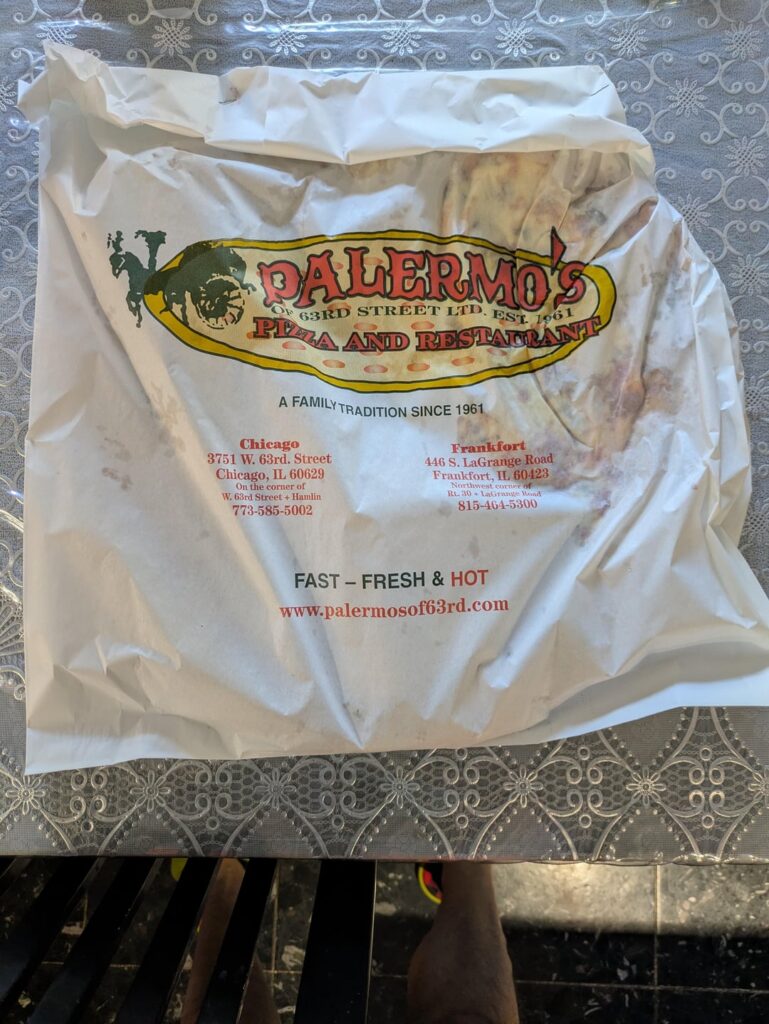 PALERMO'S
OF 63RD STREET LTD. EST. 1961
PIZZA AND RESTAURANT
A FAMILY TRADITION SINCE 1961
Chicago
3751 W. 63rd. Street
Chicago, IL 60629
On the corner of
W. 63rd Street + Hamlin
773-585-5002
Frankfort
446 S. LaGrange Road
Frankfort, IL 60423
Northwest corner of
Rt. 30 + LaGrange Road
815-464-5300
FAST – FRESH & HOT
www.palermosof63rd.com